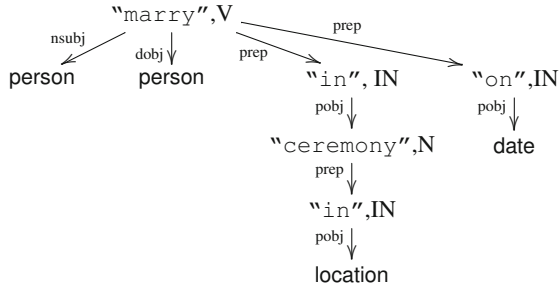 "marry",V
nsubj dobj prep prep
person person "in", IN "on",IN
pobj pobj
"ceremony",N date
prep
"in",IN
pobj
location